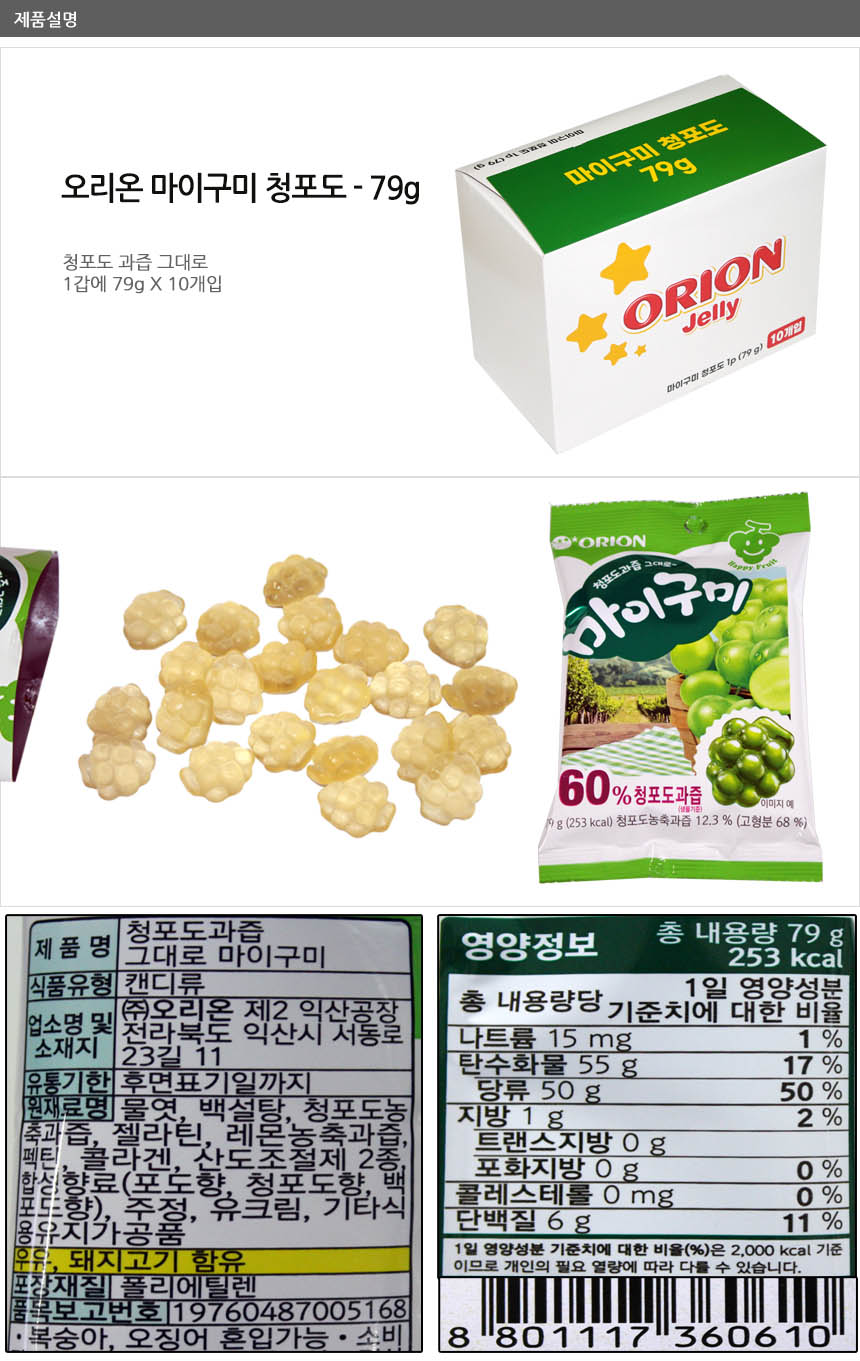 제품설명
오리온 마이구미 청포도 - 79g
청포도 과즙 그대로
1갑에 79g X 10개입
마이구미 청포도 1p (79 g)
마이구미 청포도
79g
ORION
Jelly
10개입
마이구미 청포도 1p (79 g)
ORION
Happy Fruit
청포도과즙 그대로~
마이구미
60%청포도과즙
(생물기준)
이미지 예
g (253 kcal) 청포도농축과즙 12.3 % (고형분 68 %)
제 품 명
청포도과즙
그대로 마이구미
식품유형 캔디류
업소명 및
소재지
㈜오리온 제2 익산공장
전라북도 익산시 서동로
23길 11
유통기한 후면표기일까지
원재료명 물엿, 백설탕, 청포도농
축과즙, 젤라틴, 레몬농축과즙,
펙틴, 콜라겐, 산도조절제 2종,
합성향료(포도향, 청포도향, 백
포도향), 주정, 유크림, 기타식
용우지가공품
우유, 돼지고기 함유
포장재질 폴리에틸렌
품목보고번호 19760487005168
•복숭아, 오징어 혼입가능 • 소비
영양정보
총 내용량 79 g
253 kcal
총 내용량당
1일 영양성분
기준치에 대한 비율
나트륨 15 mg 1 %
탄수화물 55 g 17 %
당류 50 g 50 %
지방 1 g 2 %
트랜스지방 0 g
포화지방 0 g 0 %
콜레스테롤 0 mg 0 %
단백질 6 g 11 %
1일 영양성분 기준치에 대한 비율(%)은 2,000 kcal 기준
이므로 개인의 필요 열량에 따라 다를 수 있습니다.
8 801117 360610